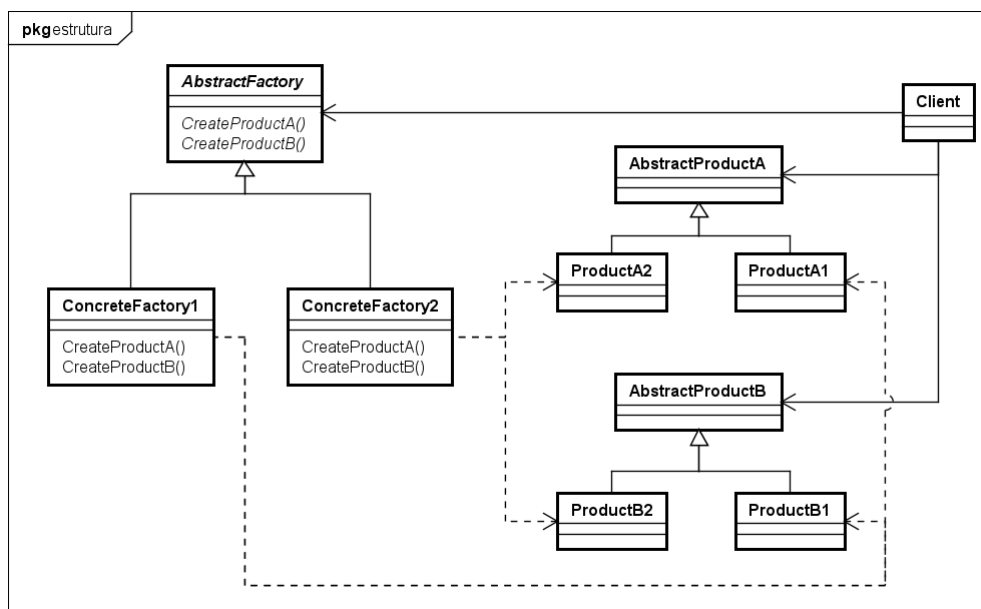 pkg estrutura
AbstractFactory
CreateProductA()
CreateProductB()
Client
AbstractProductA
ProductA2
ProductA1
ConcreteFactory1
CreateProductA()
CreateProductB()
ConcreteFactory2
CreateProductA()
CreateProductB()
AbstractProductB
ProductB2
ProductB1